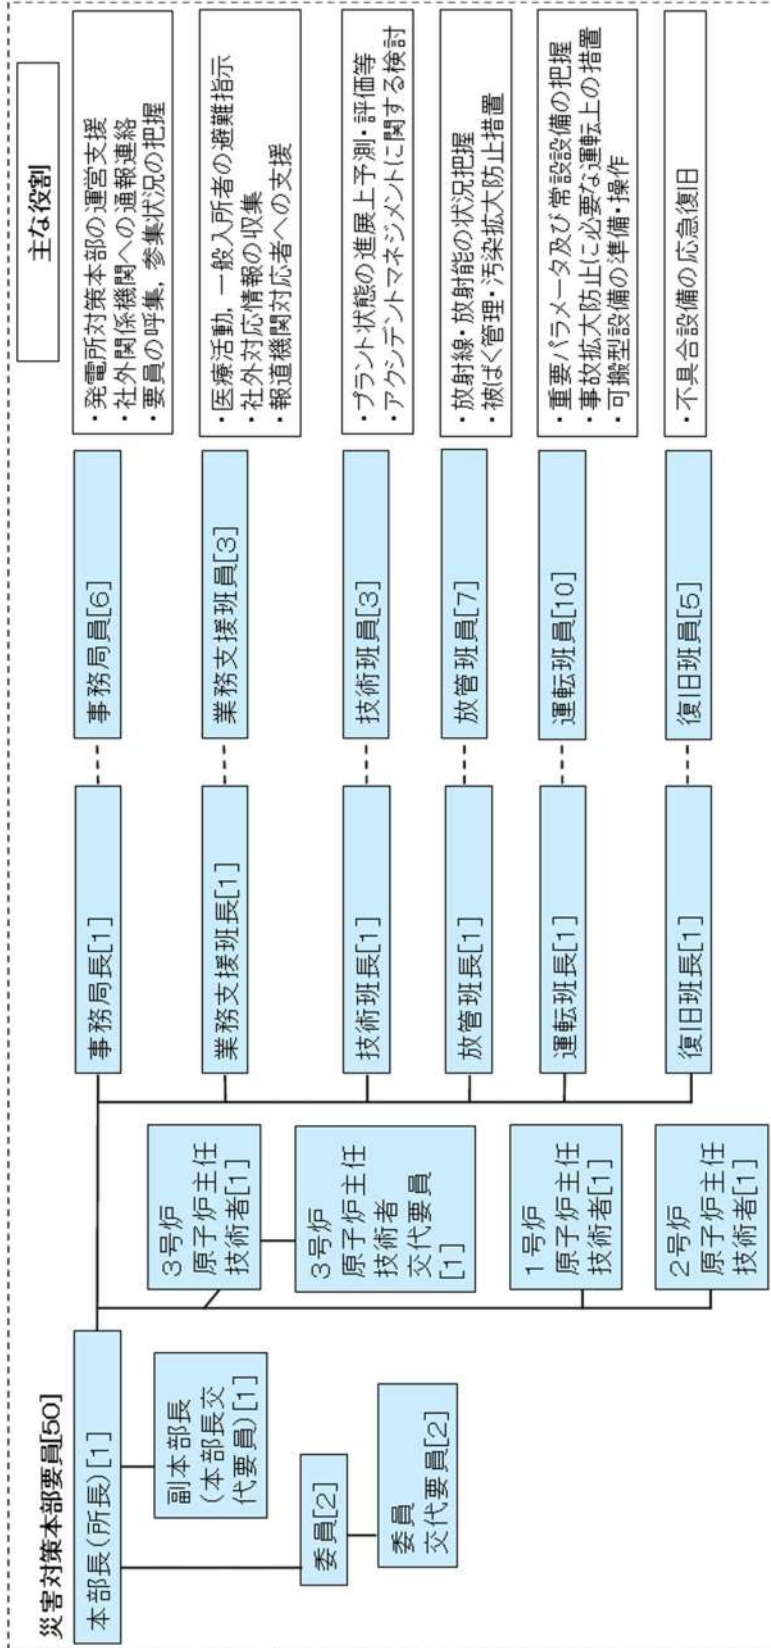 災害対策本部要員[50]
本部長(所長)[1]
副本部長
(本部長交
代要員)[1]
委員[2]
委員
交代要員[2]
3号炉
原子炉主任
技術者[1]
3号炉
原子炉主任
技術者
交代要員
[1]
1号炉
原子炉主任
技術者[1]
2号炉
原子炉主任
技術者[1]
主な役割
事務局長[1]
事務局員[6]
・発電所対策本部の運営支援
・社外関係機関への通報連絡
・要員の呼集，参集状況の把握
業務支援班長[1]
業務支援班員[3]
・医療活動，一般入所者の避難指示
・社外対応情報の収集
・報道機関対応者への支援
技術班長[1]
技術班員[3]
・プラント状態の進展上予測・評価等
・アクシデントマネジメントに関する検討
放管班長[1]
放管班員[7]
・放射線・放射能の状況把握
・被ばく管理・汚染拡大防止措置
運転班長[1]
運転班員[10]
・重要パラメータ及び常設設備の把握
・事故拡大防止に必要な運転上の措置
・可搬型設備の準備・操作
復旧班長[1]
復旧班員[5]
・不具合設備の応急復旧